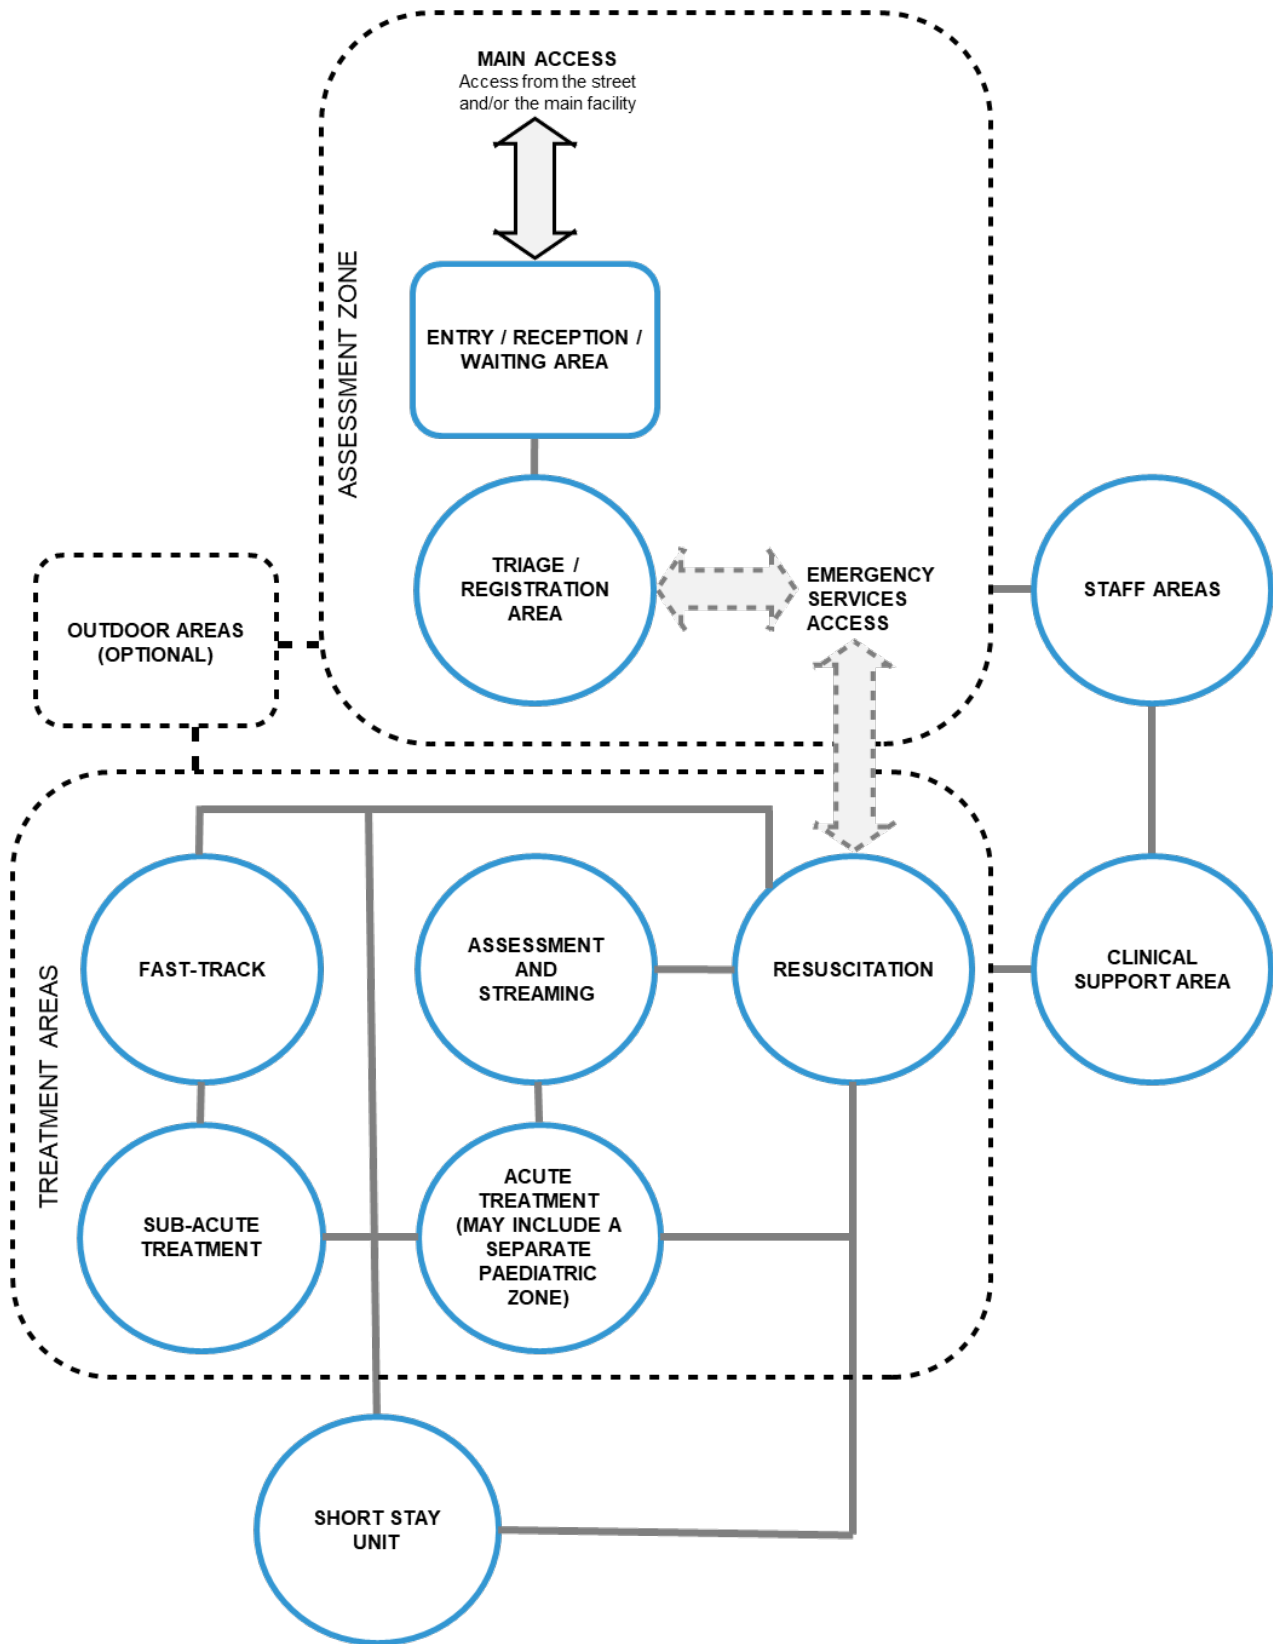 MAIN ACCESS
Access from the street
and/or the main facility
ASSESSMENT ZONE
ENTRY / RECEPTION /
WAITING AREA
TRIAGE /
REGISTRATION
AREA
EMERGENCY
SERVICES
ACCESS
STAFF AREAS
OUTDOOR AREAS
(OPTIONAL)
TREATMENT AREAS
FAST-TRACK
ASSESSMENT
AND
STREAMING
RESUSCITATION
CLINICAL
SUPPORT AREA
SUB-ACUTE
TREATMENT
ACUTE
TREATMENT
(MAY INCLUDE A
SEPARATE
PAEDIATRIC
ZONE)
SHORT STAY
UNIT